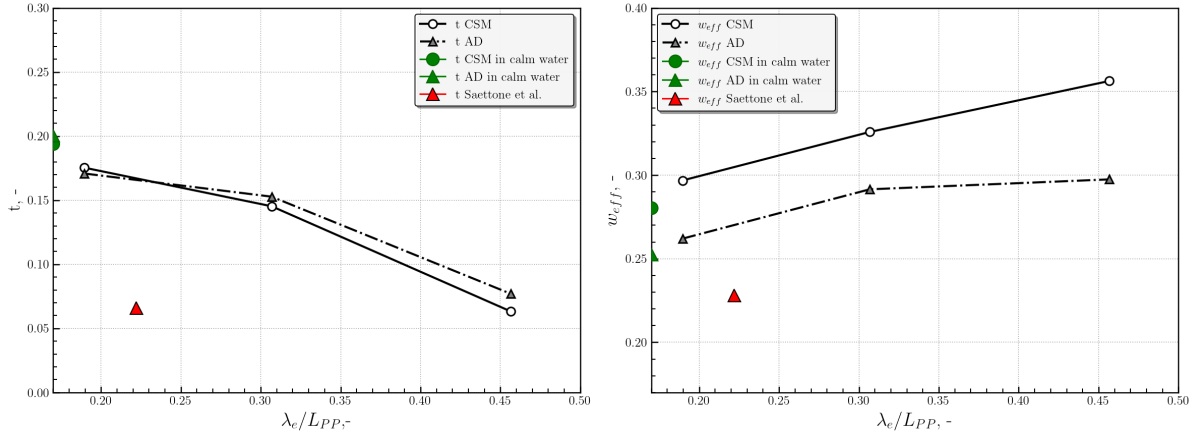 0.30
0.25
0.20
0.15
0.10
0.05
0.00
t, -
0.20 0.25 0.30 0.35 0.40 0.45 0.50
λe/LPP,-
t CSM
t AD
t CSM in calm water
t AD in calm water
t Saettone et al.
0.40
0.35
0.30
0.25
0.20
weff, -
0.20 0.25 0.30 0.35 0.40 0.45 0.50
λe/LPP, -
weff CSM
weff AD
weff CSM in calm water
weff AD in calm water
weff Saettone et al.